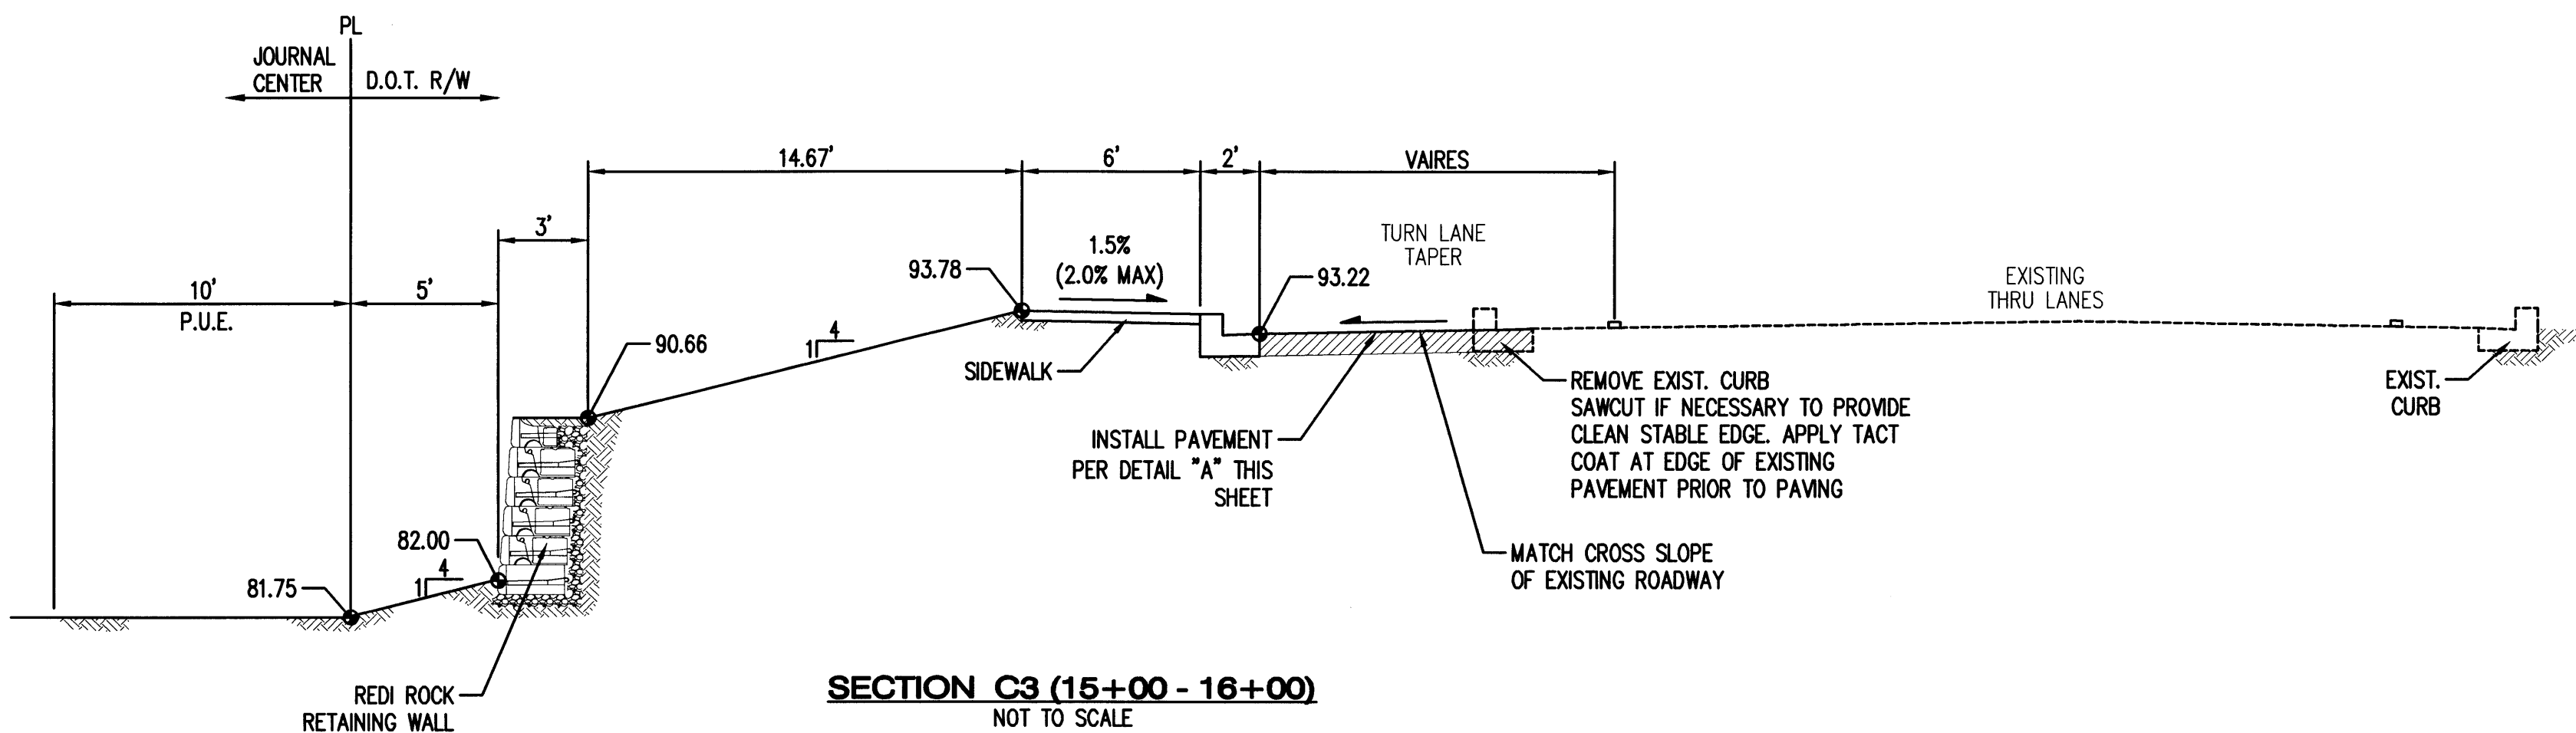 PL
JOURNAL
CENTER
D.O.T. R/W
14.67'
6'
2'
VAIRES
3'
1.5%
(2.0% MAX)
TURN LANE
TAPER
93.78
93.22
EXISTING
THRU LANES
10'
5'
P.U.E.
4
1
90.66
SIDEWALK
REMOVE EXIST. CURB
SAWCUT IF NECESSARY TO PROVIDE
CLEAN STABLE EDGE. APPLY TACT
COAT AT EDGE OF EXISTING
PAVEMENT PRIOR TO PAVING
EXIST.
CURB
INSTALL PAVEMENT
PER DETAIL "A" THIS
SHEET
82.00
4
1
81.75
MATCH CROSS SLOPE
OF EXISTING ROADWAY
REDI ROCK
RETAINING WALL
SECTION C3 (15+00 - 16+00)
NOT TO SCALE